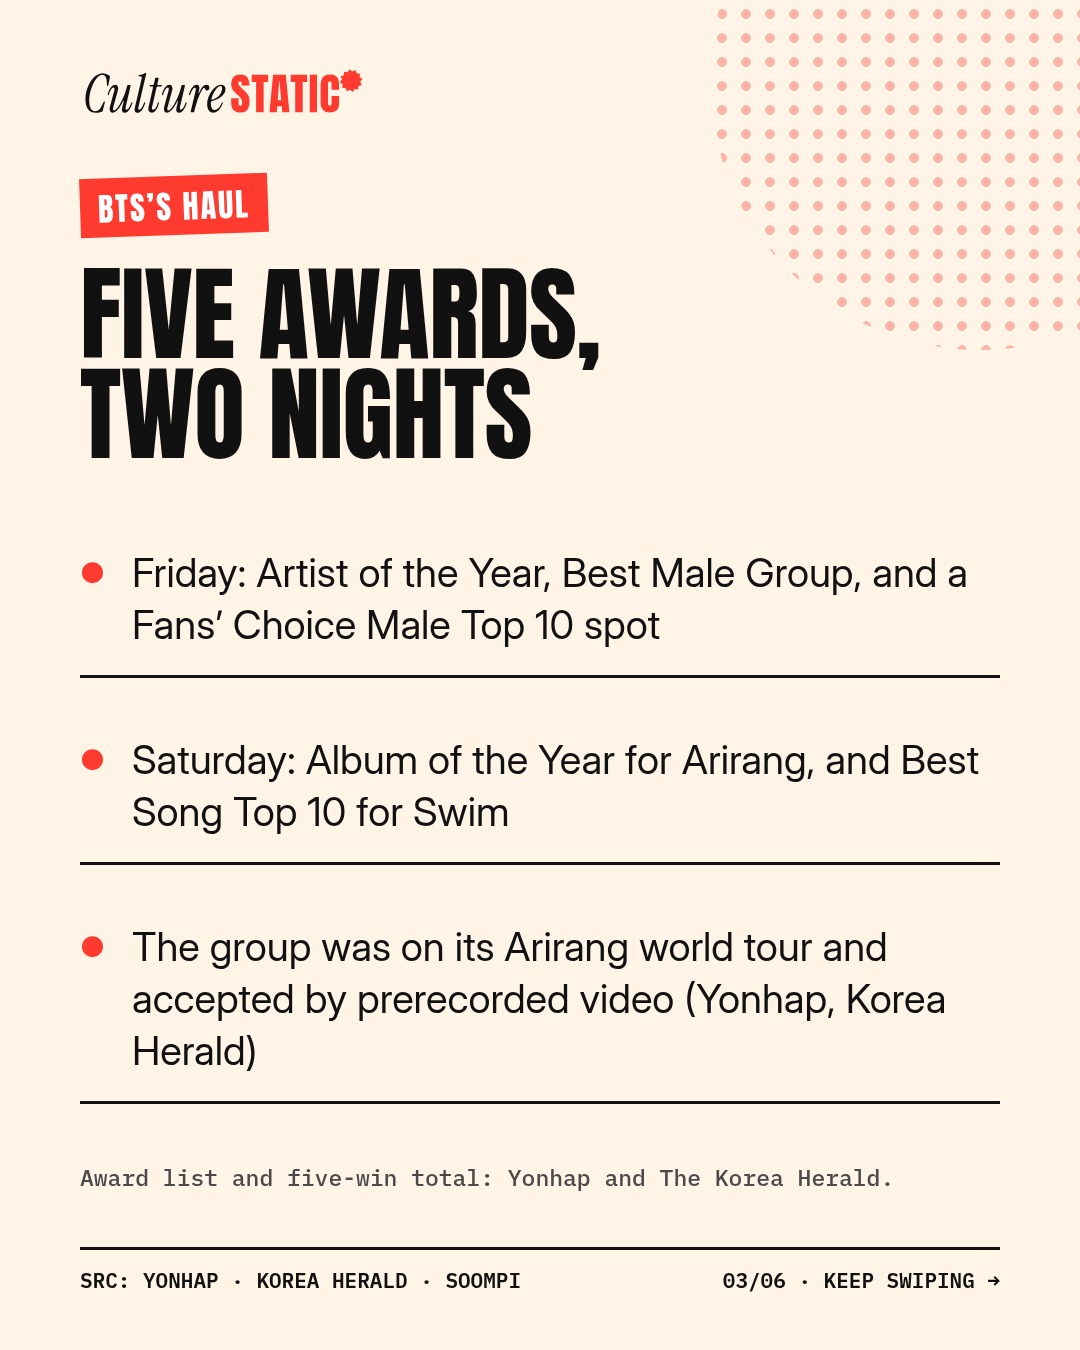 Culture STATIC
BTS’S HAUL
FIVE AWARDS,
TWO NIGHTS
Friday: Artist of the Year, Best Male Group, and a
Fans’ Choice Male Top 10 spot
Saturday: Album of the Year for Arirang, and Best
Song Top 10 for Swim
The group was on its Arirang world tour and
accepted by prerecorded video (Yonhap, Korea
Herald)
Award list and five-win total: Yonhap and The Korea Herald.
SRC: YONHAP · KOREA HERALD · SOOMPI
03/06 · KEEP SWIPING →